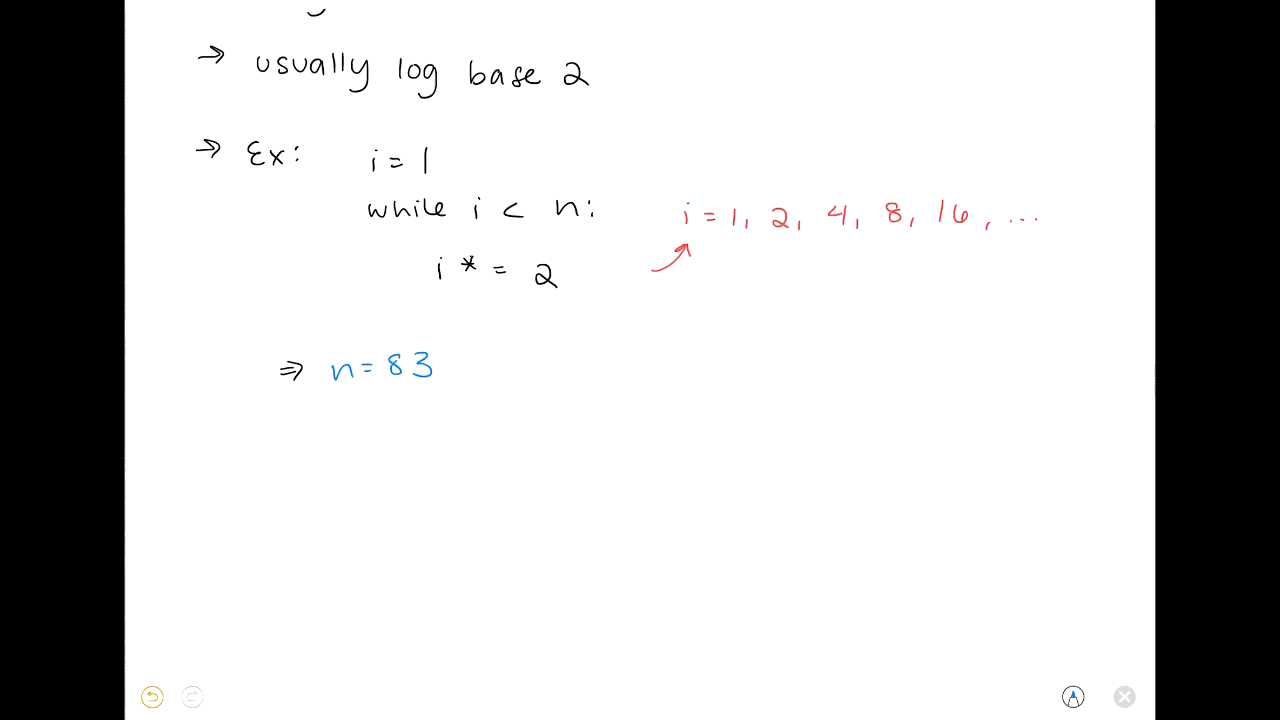 → usually log base 2
→ Ex: i = 1
while i < n:
i = 1, 2, 4, 8, 16, ...
i *= 2
⇒ n = 83